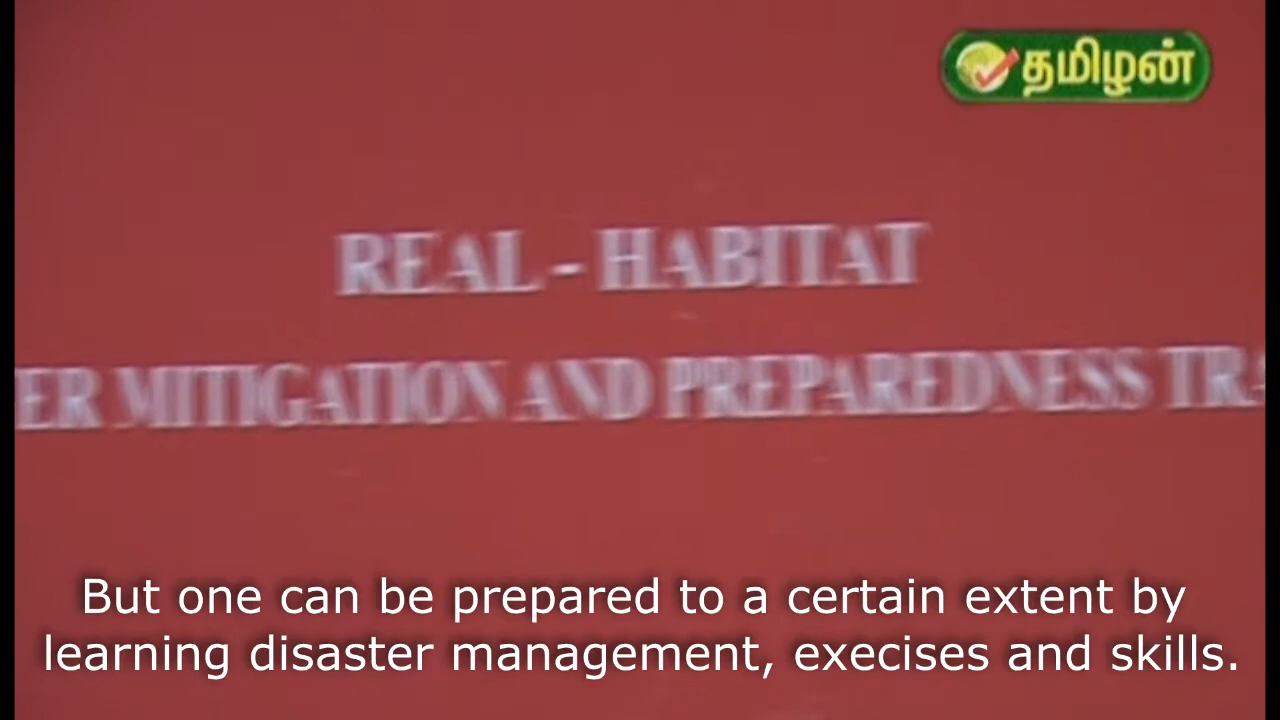 தமிழன்
REAL - HABITAT
ER MITIGATION AND PREPAREDNESS TRA
But one can be prepared to a certain extent by
learning disaster management, execises and skills.